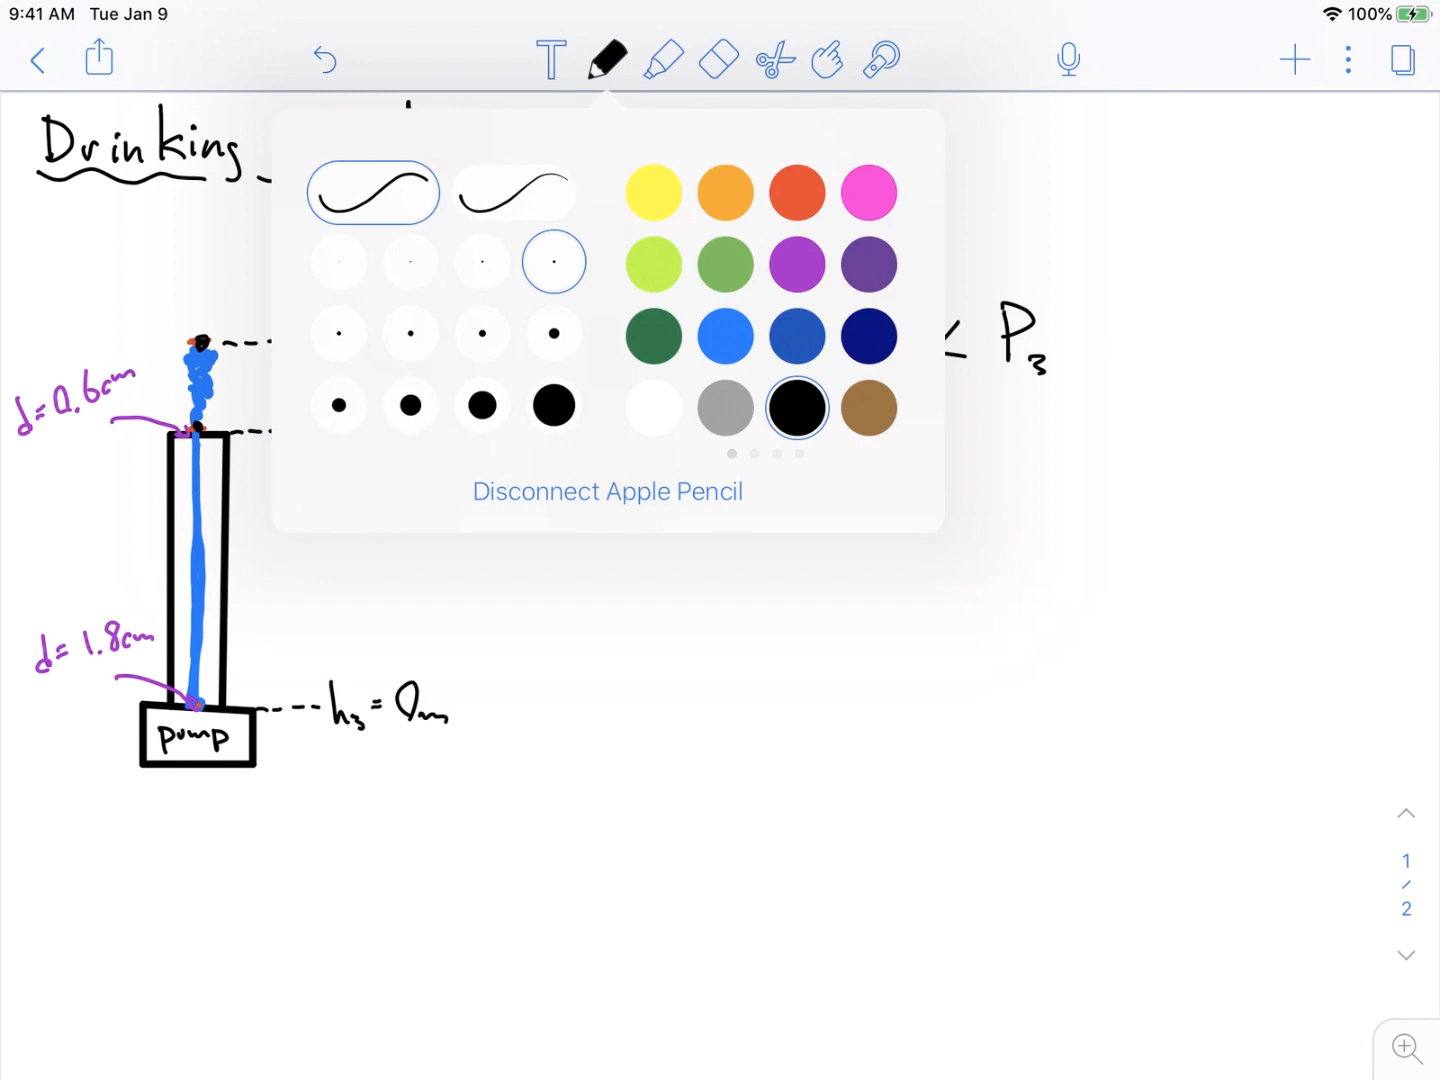 9:41 AM Tue Jan 9
100%
T
Drinking
< P3
d=0.6cm
Disconnect Apple Pencil
d=1.8cm
h3 = 0m
pump
1
/
2